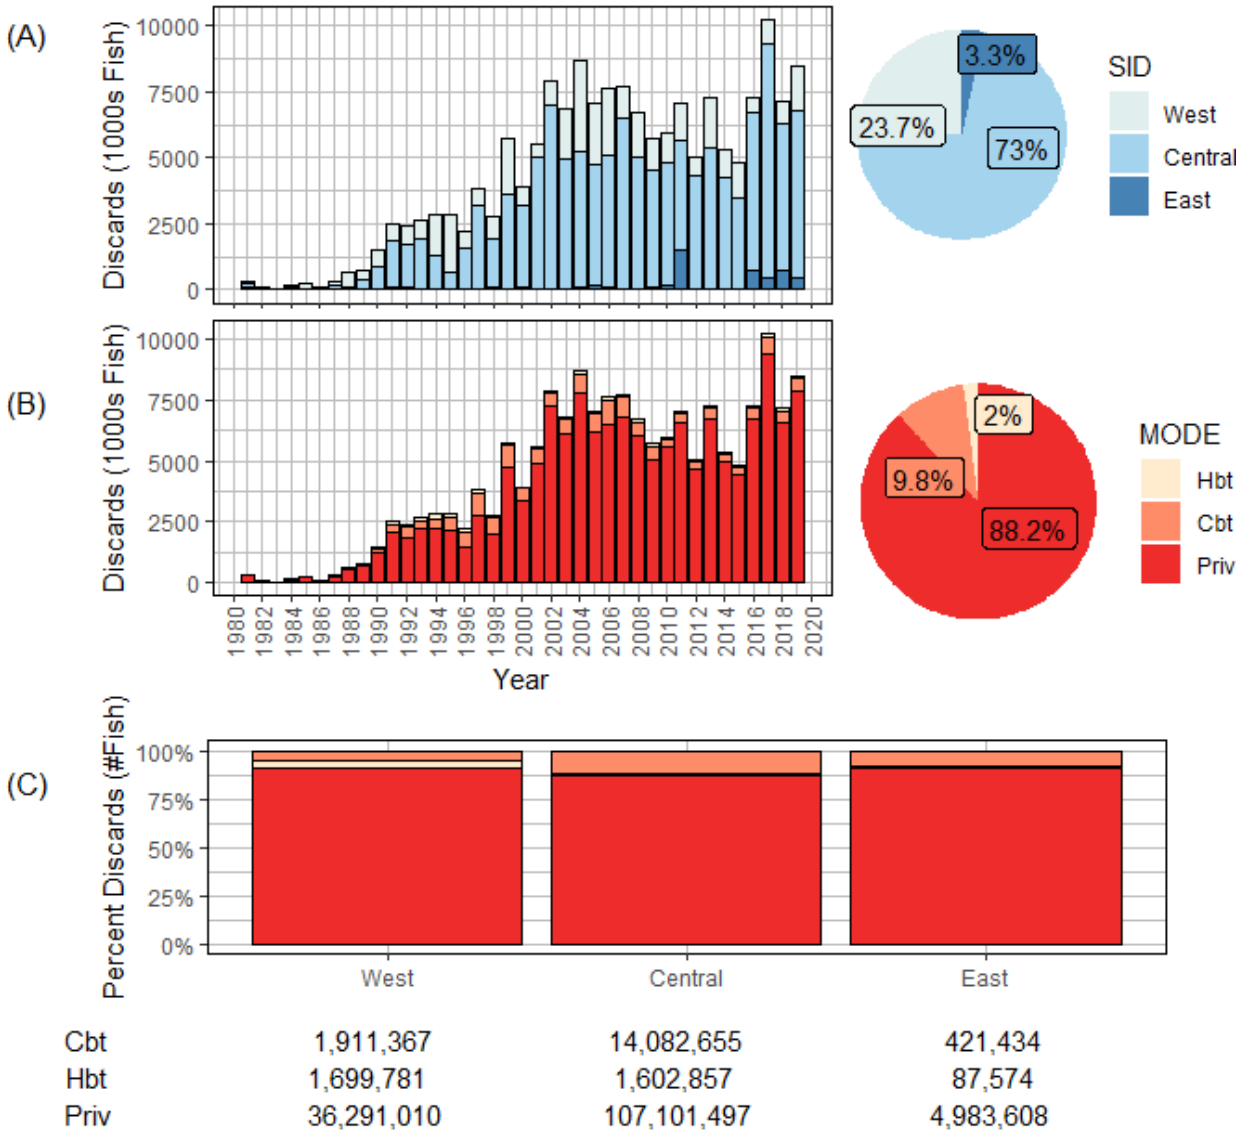 (A)
Discards (1000s Fish)
10000
7500
5000
2500
0
3.3%
23.7%
73%
SID
West
Central
East
(B)
Discards (1000s Fish)
10000
7500
5000
2500
0
1980
1982
1984
1986
1988
1990
1992
1994
1996
1998
2000
2002
2004
2006
2008
2010
2012
2014
2016
2018
2020
Year
2%
9.8%
88.2%
MODE
Hbt
Cbt
Priv
(C)
Percent Discards (#Fish)
100%
75%
50%
25%
0%
West Central East
Cbt 1,911,367 14,082,655 421,434
Hbt 1,699,781 1,602,857 87,574
Priv 36,291,010 107,101,497 4,983,608